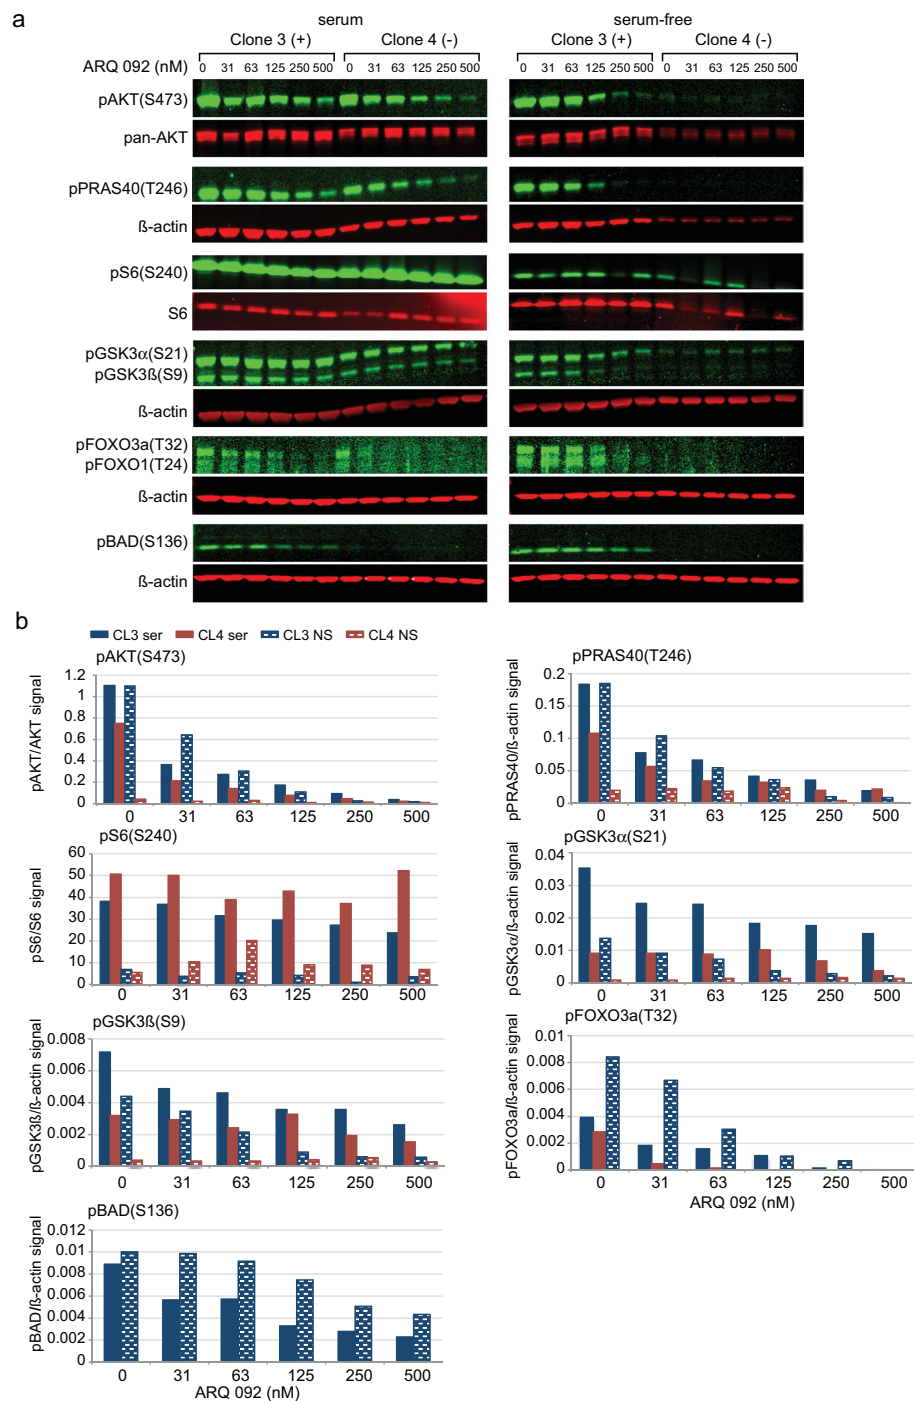 a
serum
serum-free
Clone 3 (+) Clone 4 (-) Clone 3 (+) Clone 4 (-)
ARQ 092 (nM) 0 31 63 125 250 500 0 31 63 125 250 500 0 31 63 125 250 500 0 31 63 125 250 500
pAKT(S473)
pan-AKT
pPRAS40(T246)
ß-actin
pS6(S240)
S6
pGSK3α(S21)
pGSK3ß(S9)
ß-actin
pFOXO3a(T32)
pFOXO1(T24)
ß-actin
pBAD(S136)
ß-actin
b
CL3 ser CL4 ser CL3 NS CL4 NS
pAKT(S473)
pAKT/AKT signal
1.2
1
0.8
0.6
0.4
0.2
0
0 31 63 125 250 500
pPRAS40(T246)
pPRAS40/ß-actin signal
0.2
0.15
0.1
0.05
0
0 31 63 125 250 500
pS6(S240)
pS6/S6 signal
60
50
40
30
20
10
0
0 31 63 125 250 500
pGSK3α(S21)
pGSK3α/ß-actin signal
0.04
0.03
0.02
0.01
0
0 31 63 125 250 500
pGSK3ß(S9)
pGSK3ß/ß-actin signal
0.008
0.006
0.004
0.002
0
0 31 63 125 250 500
pFOXO3a(T32)
pFOXO3a/ß-actin signal
0.01
0.008
0.006
0.004
0.002
0
0 31 63 125 250 500
ARQ 092 (nM)
pBAD(S136)
pBAD/ß-actin signal
0.012
0.01
0.008
0.006
0.004
0.002
0
0 31 63 125 250 500
ARQ 092 (nM)